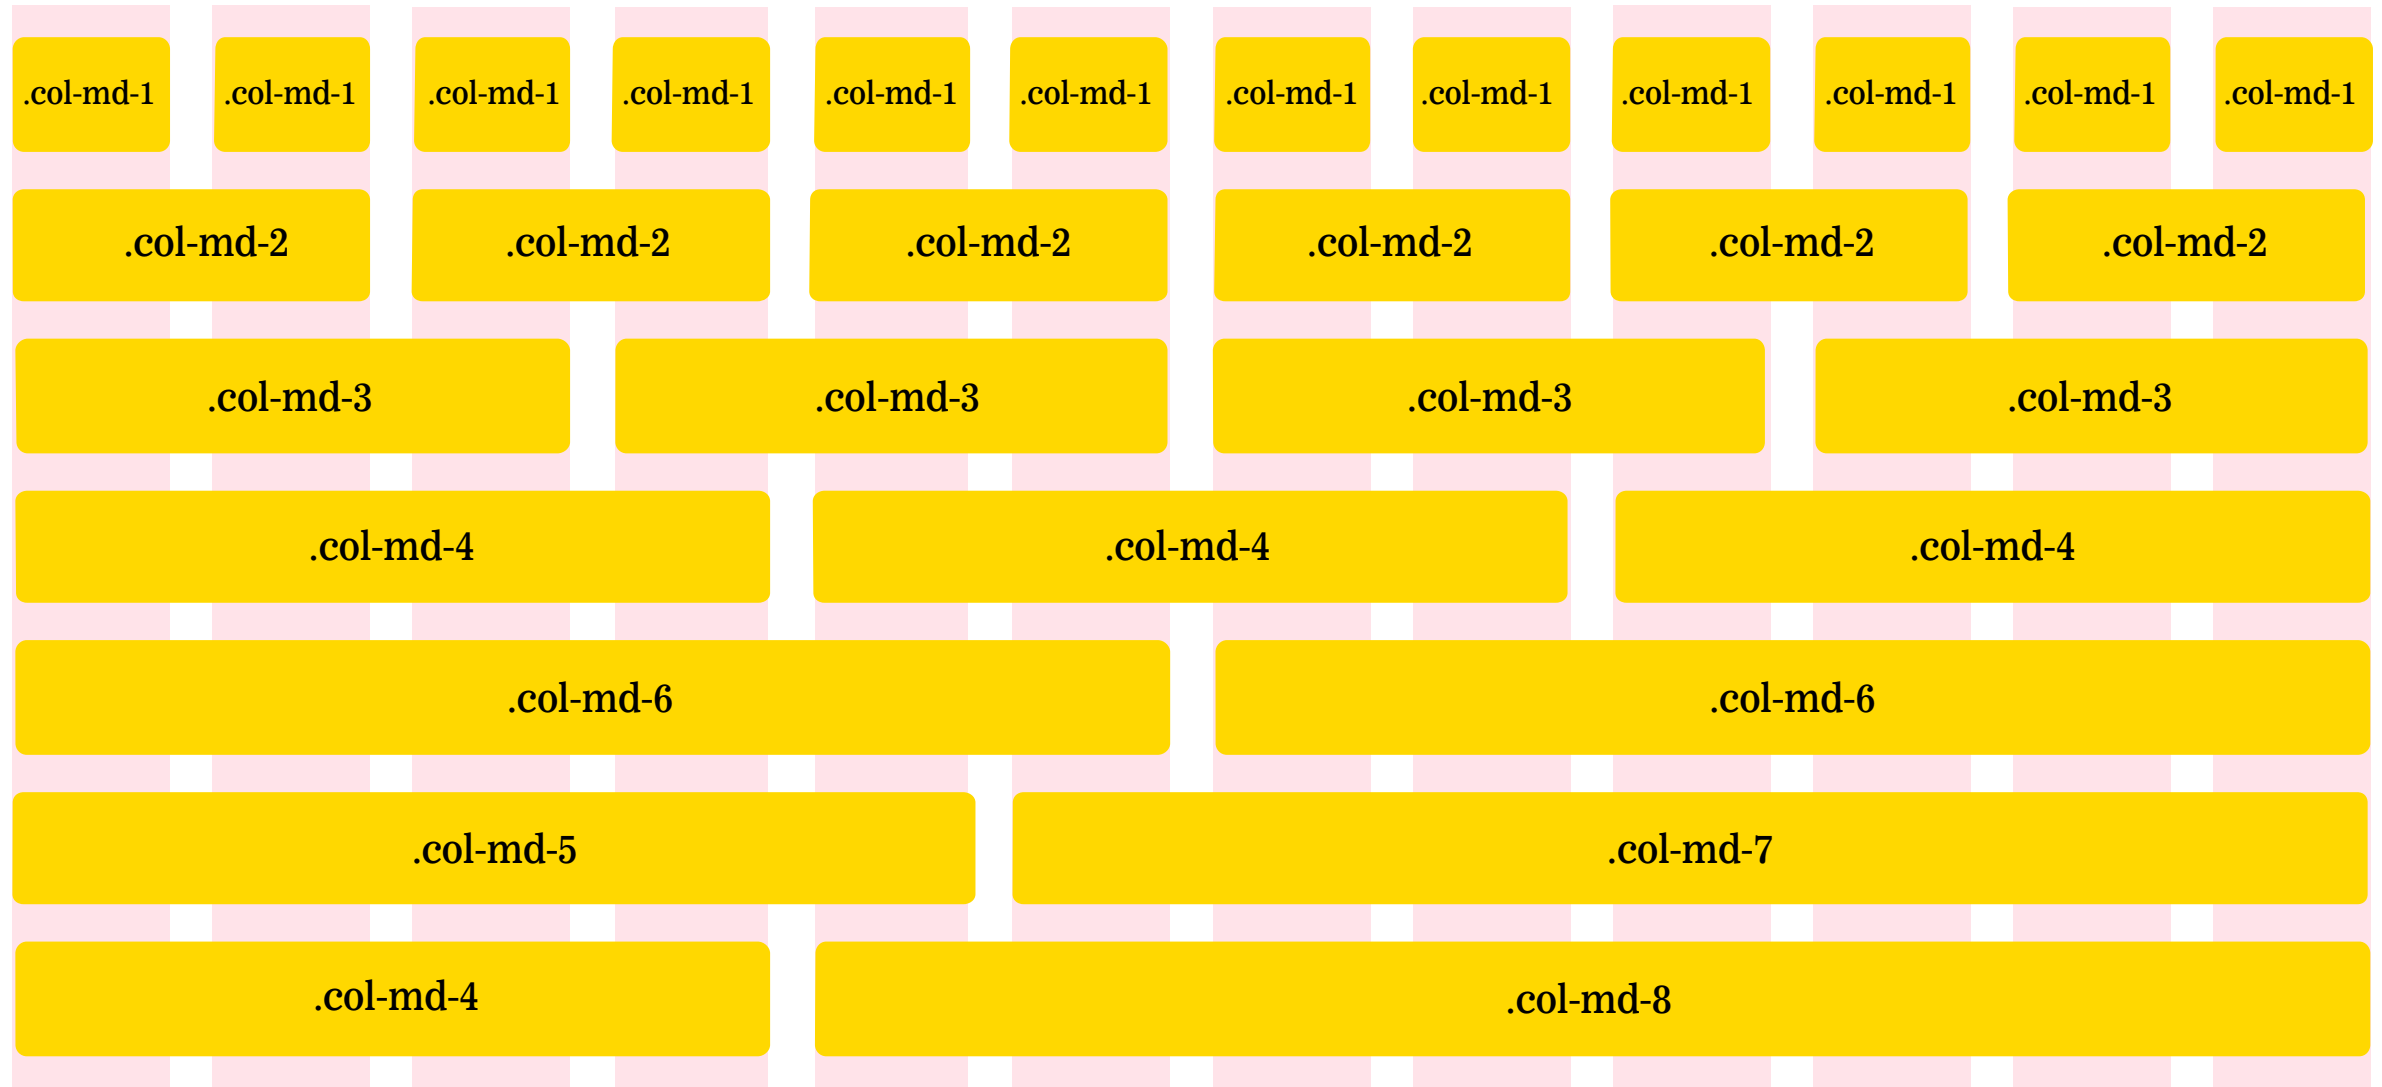 .col-md-1 .col-md-1 .col-md-1 .col-md-1 .col-md-1 .col-md-1 .col-md-1 .col-md-1 .col-md-1 .col-md-1 .col-md-1 .col-md-1
.col-md-2 .col-md-2 .col-md-2 .col-md-2 .col-md-2 .col-md-2
.col-md-3 .col-md-3 .col-md-3 .col-md-3
.col-md-4 .col-md-4 .col-md-4
.col-md-6 .col-md-6
.col-md-5 .col-md-7
.col-md-4 .col-md-8